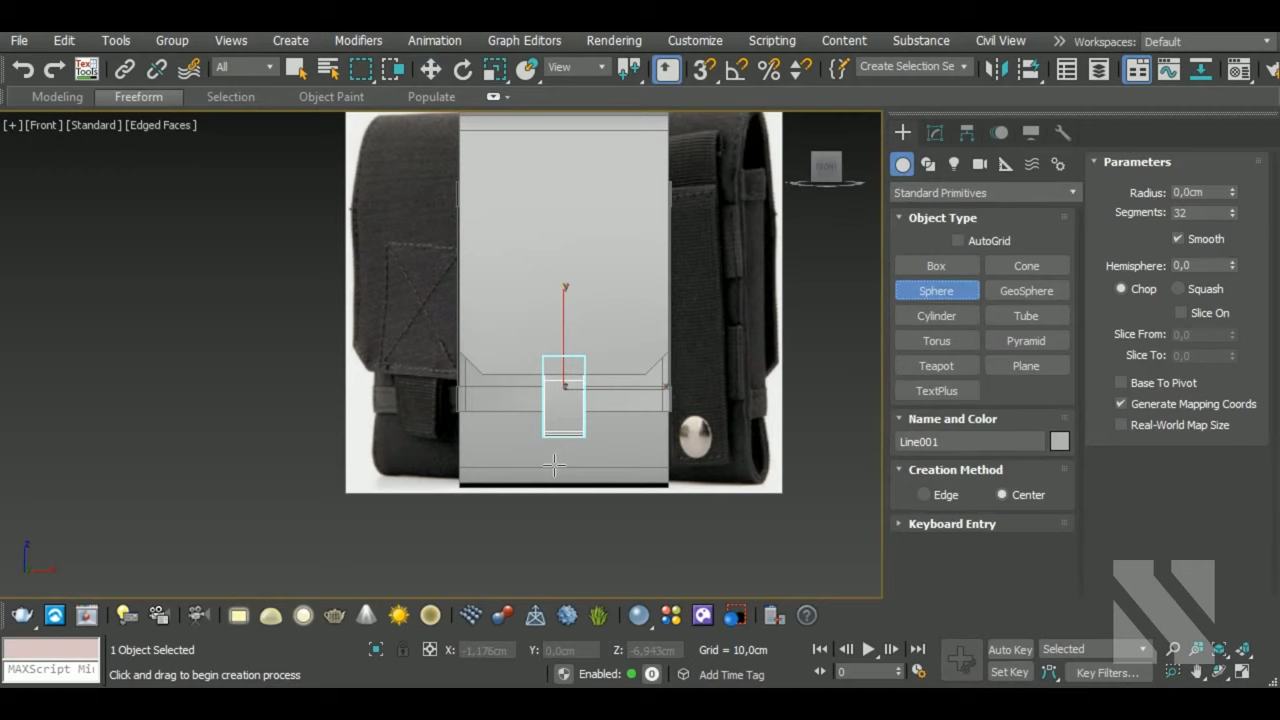 File Edit Tools Group Views Create Modifiers Animation Graph Editors Rendering Customize Scripting Content Substance Civil View Workspaces: Default
Tex Tools All View Create Selection Se
Modeling Freeform Selection Object Paint Populate
[+] [Front] [Standard] [Edged Faces]
FRONT
y
z
Standard Primitives
Object Type
AutoGrid
Box Cone
Sphere GeoSphere
Cylinder Tube
Torus Pyramid
Teapot Plane
TextPlus
Name and Color
Line001
Creation Method
Edge Center
Keyboard Entry
Parameters
Radius: 0,0cm
Segments: 32
Smooth
Hemisphere: 0,0
Chop Squash
Slice On
Slice From: 0,0
Slice To: 0,0
Base To Pivot
Generate Mapping Coords
Real-World Map Size
1 Object Selected X: -1,176cm Y: 0,0cm Z: -6,943cm Grid = 10,0cm Auto Key Selected
MAXScript Mi Click and drag to begin creation process Enabled: 0 Add Time Tag 0 Set Key Key Filters...